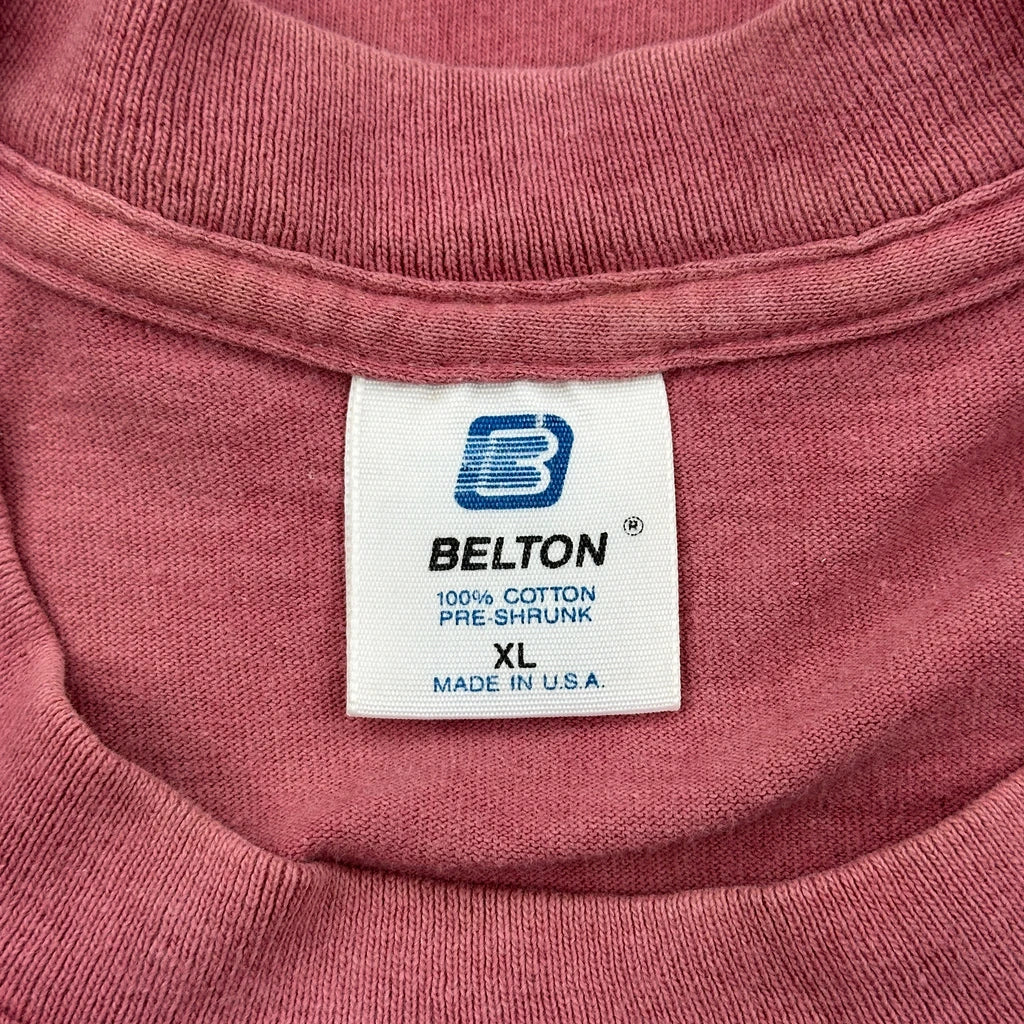 B
BELTON ®
100% COTTON
PRE-SHRUNK
XL
MADE IN U.S.A.